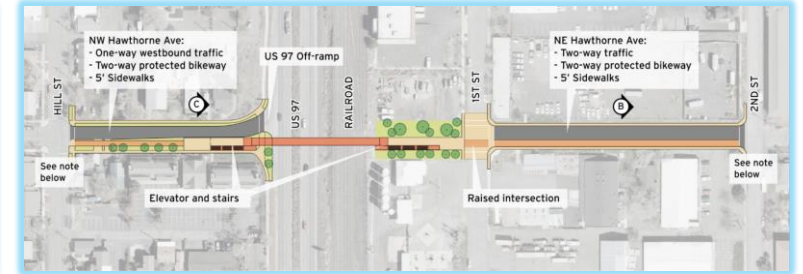 NW Hawthorne Ave:
- One-way westbound traffic
- Two-way protected bikeway
- 5' Sidewalks
US 97 Off-ramp
NE Hawthorne Ave:
- Two-way traffic
- Two-way protected bikeway
- 5' Sidewalks
HILL ST
C
US 97
RAILROAD
1ST ST
B
2ND ST
See note
below
Elevator and stairs
Raised intersection
See note
below